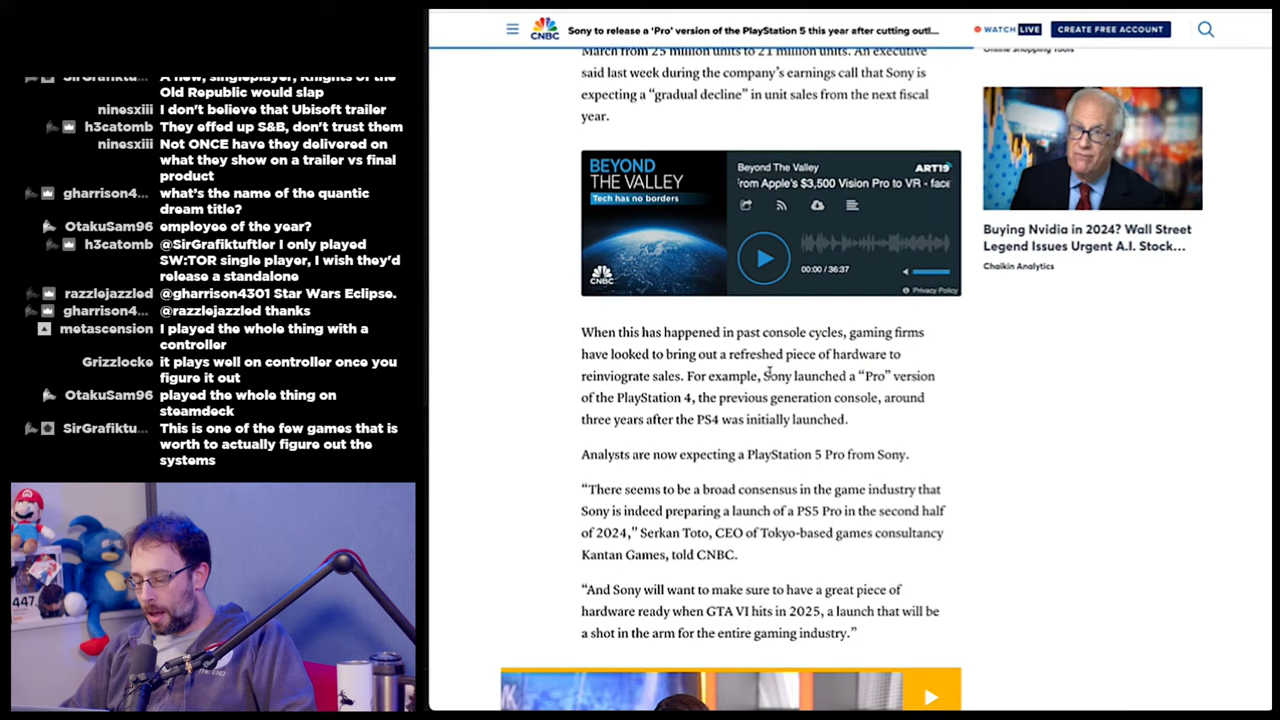 SirGrafiktu... A new, singleplayer, Knights of the
Old Republic would slap
ninesxiii I don't believe that Ubisoft trailer
h3catomb They effed up S&B, don't trust them
ninesxiii Not ONCE have they delivered on
what they show on a trailer vs final
product
gharrison4... what's the name of the quantic
dream title?
OtakuSam96 employee of the year?
h3catomb @SirGrafiktuftler I only played
SW:TOR single player, I wish they'd
release a standalone
razzlejazzled @gharrison4391 Star Wars Eclipse.
gharrison4... @razzlejazzled thanks
metascension I played the whole thing with a
controller
Grizzlocke it plays well on controller once you
figure it out
OtakuSam96 played the whole thing on
steamdeck
SirGrafiktu... This is one of the few games that is
worth to actually figure out the
systems
447
CNBC
Sony to release a 'Pro' version of the PlayStation 5 this year after cutting outl...
WATCH LIVE
CREATE FREE ACCOUNT
March from 25 million units to 21 million units. An executive
said last week during the company's earnings call that Sony is
expecting a “gradual decline” in unit sales from the next fiscal
year.
BEYOND
THE VALLEY
Tech has no borders
CNBC
Beyond The Valley
ART19
From Apple's $3,500 Vision Pro to VR - face
00:00 / 36:37
Privacy Policy
When this has happened in past console cycles, gaming firms
have looked to bring out a refreshed piece of hardware to
reinviograte sales. For example, Sony launched a “Pro” version
of the PlayStation 4, the previous generation console, around
three years after the PS4 was initially launched.
Analysts are now expecting a PlayStation 5 Pro from Sony.
“There seems to be a broad consensus in the game industry that
Sony is indeed preparing a launch of a PS5 Pro in the second half
of 2024,” Serkan Toto, CEO of Tokyo-based games consultancy
Kantan Games, told CNBC.
“And Sony will want to make sure to have a great piece of
hardware ready when GTA VI hits in 2025, a launch that will be
a shot in the arm for the entire gaming industry.”
Online Shopping Tools
Buying Nvidia in 2024? Wall Street
Legend Issues Urgent A.I. Stock...
Chaikin Analytics